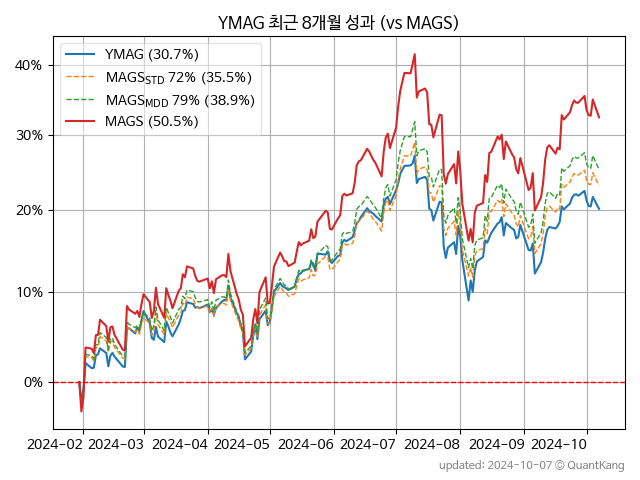 YMAG 최근 8개월 성과 (vs MAGS)
YMAG (30.7%)
MAGS_STD 72% (35.5%)
MAGS_MDD 79% (38.9%)
MAGS (50.5%)
40%
30%
20%
10%
0%
2024-02 2024-03 2024-04 2024-05 2024-06 2024-07 2024-08 2024-09 2024-10
updated: 2024-10-07 © QuantKang